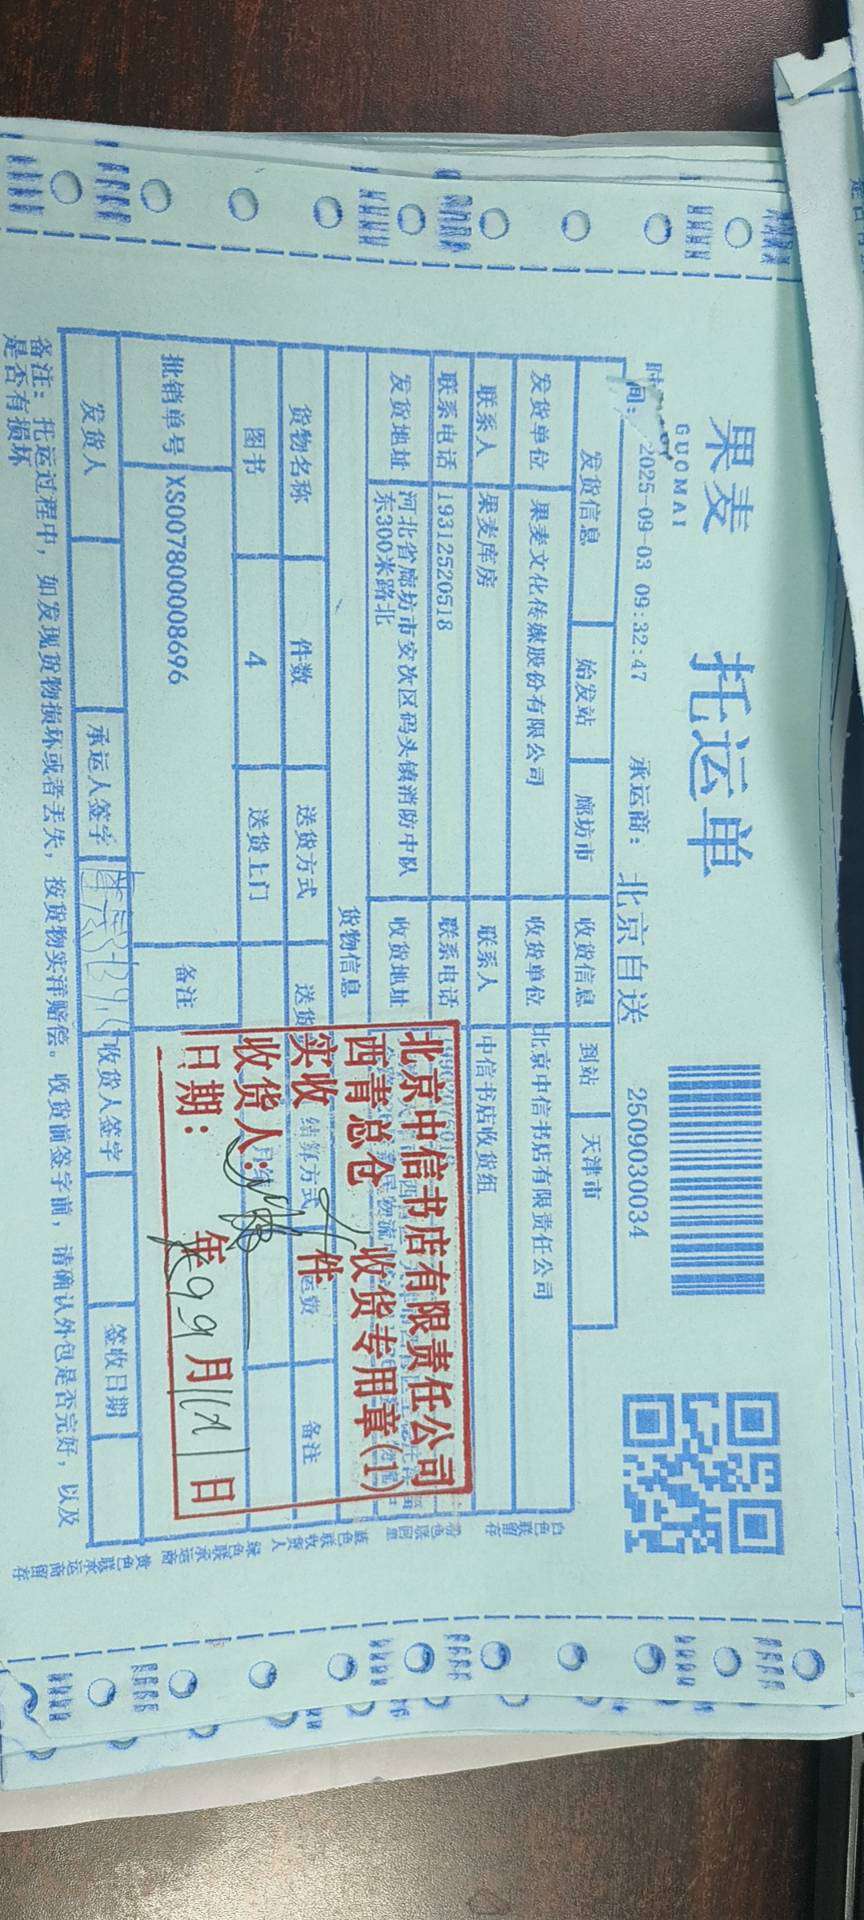 果麦
GUOMAI
托运单
2509030034
时间: 2025-09-03 09:32:47 承运商: 北京自送
发货信息 始发站 廊坊市 收货信息 到站 天津市
发货单位 果麦文化传媒股份有限公司 收货单位 北京中信书店有限责任公司
联系人 果麦库房 联系人 中信书店收货组
联系电话 19312520518 联系电话
发货地址 河北省廊坊市安次区码头镇消防中队东300米路北 收货地址
货物信息
货物名称 件数 送货方式 送货 结算方式 运费 备注
图书 4 送货上门
批销单号 XS007800008696 备注
发货人 承运人签字 收货人签字 签收日期
备注: 托运过程中, 如发现货物损坏或者丢失, 按货物实洋赔偿。收货前签字前, 请确认外包是否完好, 以及
是否有损坏
北京中信书店有限责任公司
西青总仓 收货专用章(1)
实收 件
收货人:
日期: 年 月 日